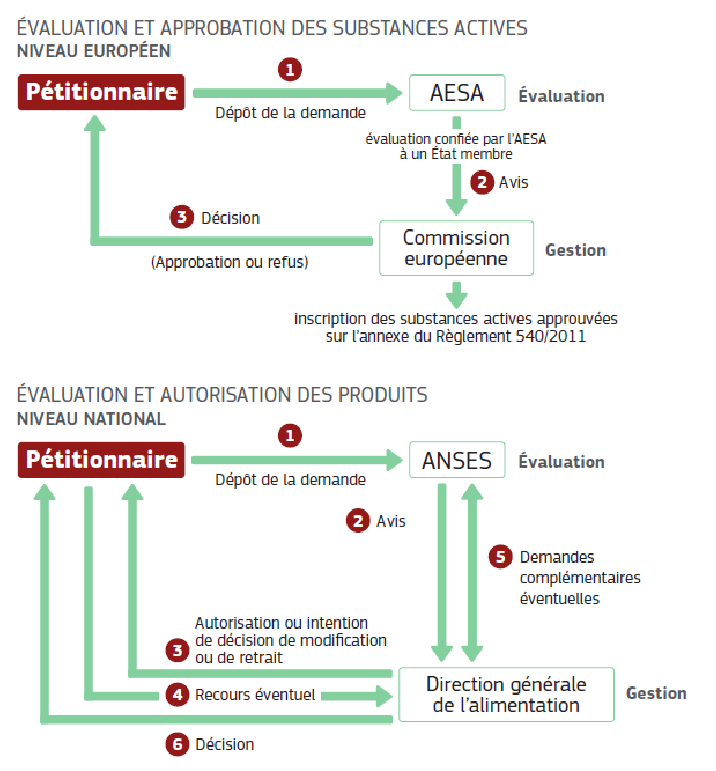 ÉVALUATION ET APPROBATION DES SUBSTANCES ACTIVES
NIVEAU EUROPÉEN
Pétitionnaire
1
Dépôt de la demande
AESA
Évaluation
évaluation confiée par l'AESA
à un État membre
2 Avis
3 Décision
(Approbation ou refus)
Commission
européenne
Gestion
inscription des substances actives approuvées
sur l'annexe du Règlement 540/2011
ÉVALUATION ET AUTORISATION DES PRODUITS
NIVEAU NATIONAL
Pétitionnaire
1
Dépôt de la demande
ANSES
Évaluation
2 Avis
5 Demandes
complémentaires
éventuelles
Autorisation ou intention
de décision de modification
3 ou de retrait
4 Recours éventuel
Direction générale
de l'alimentation
Gestion
6 Décision